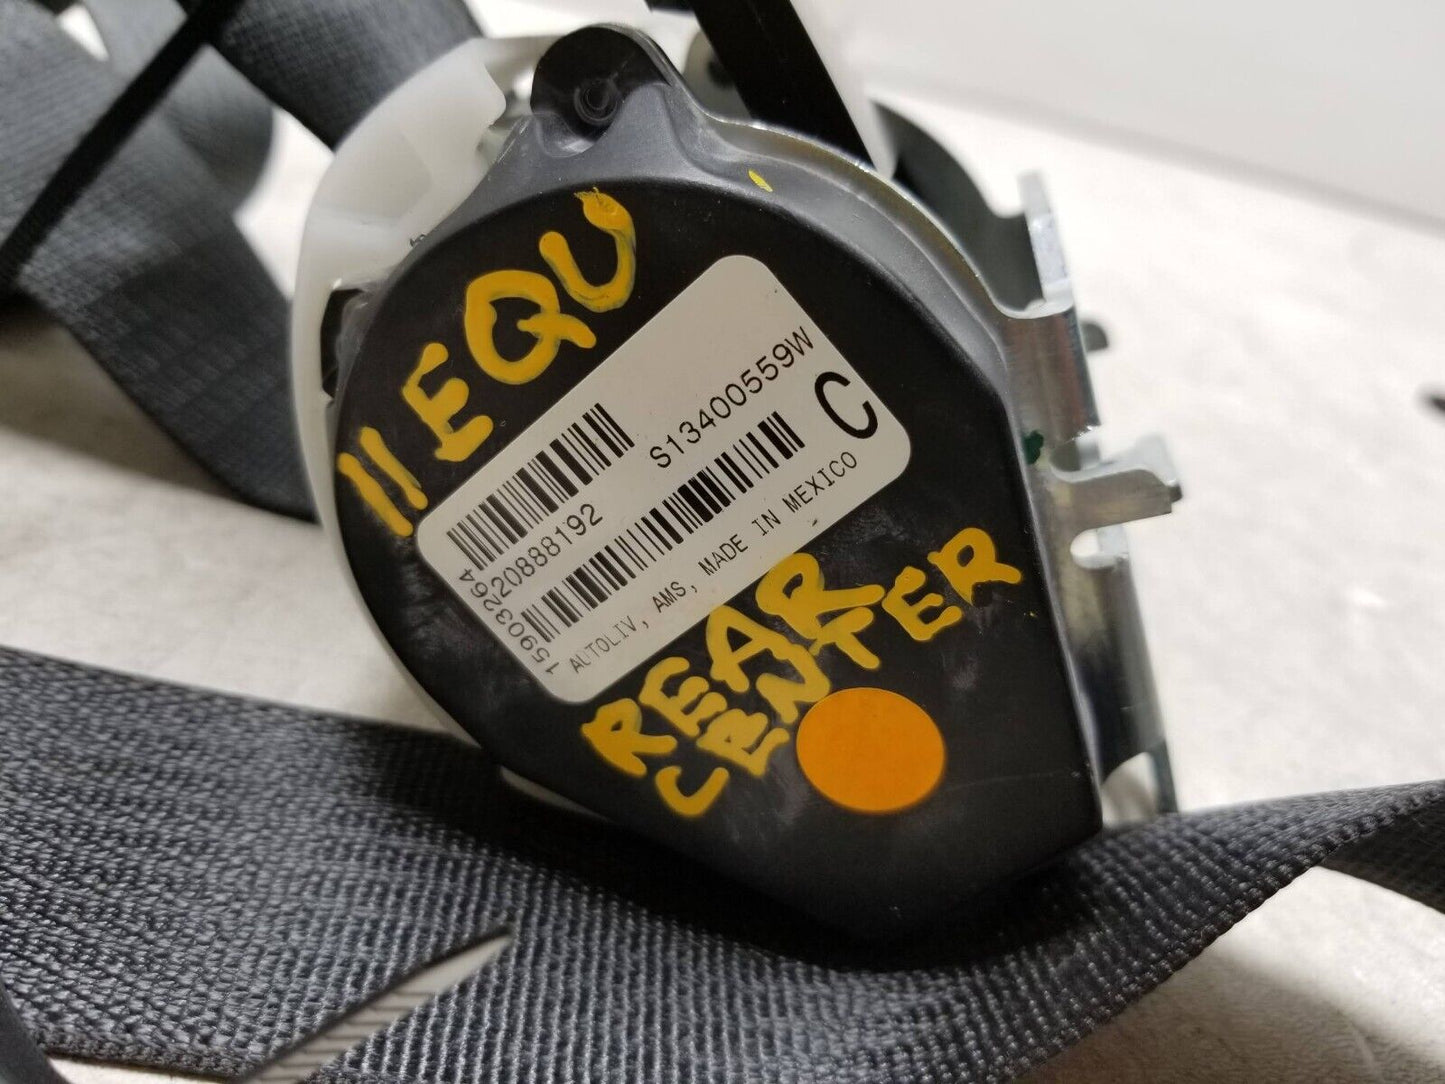 11 EQU
S13400559W
C
20888192
15903264
AUTOLIV, AMS, MADE IN MEXICO
REAR
CENTER